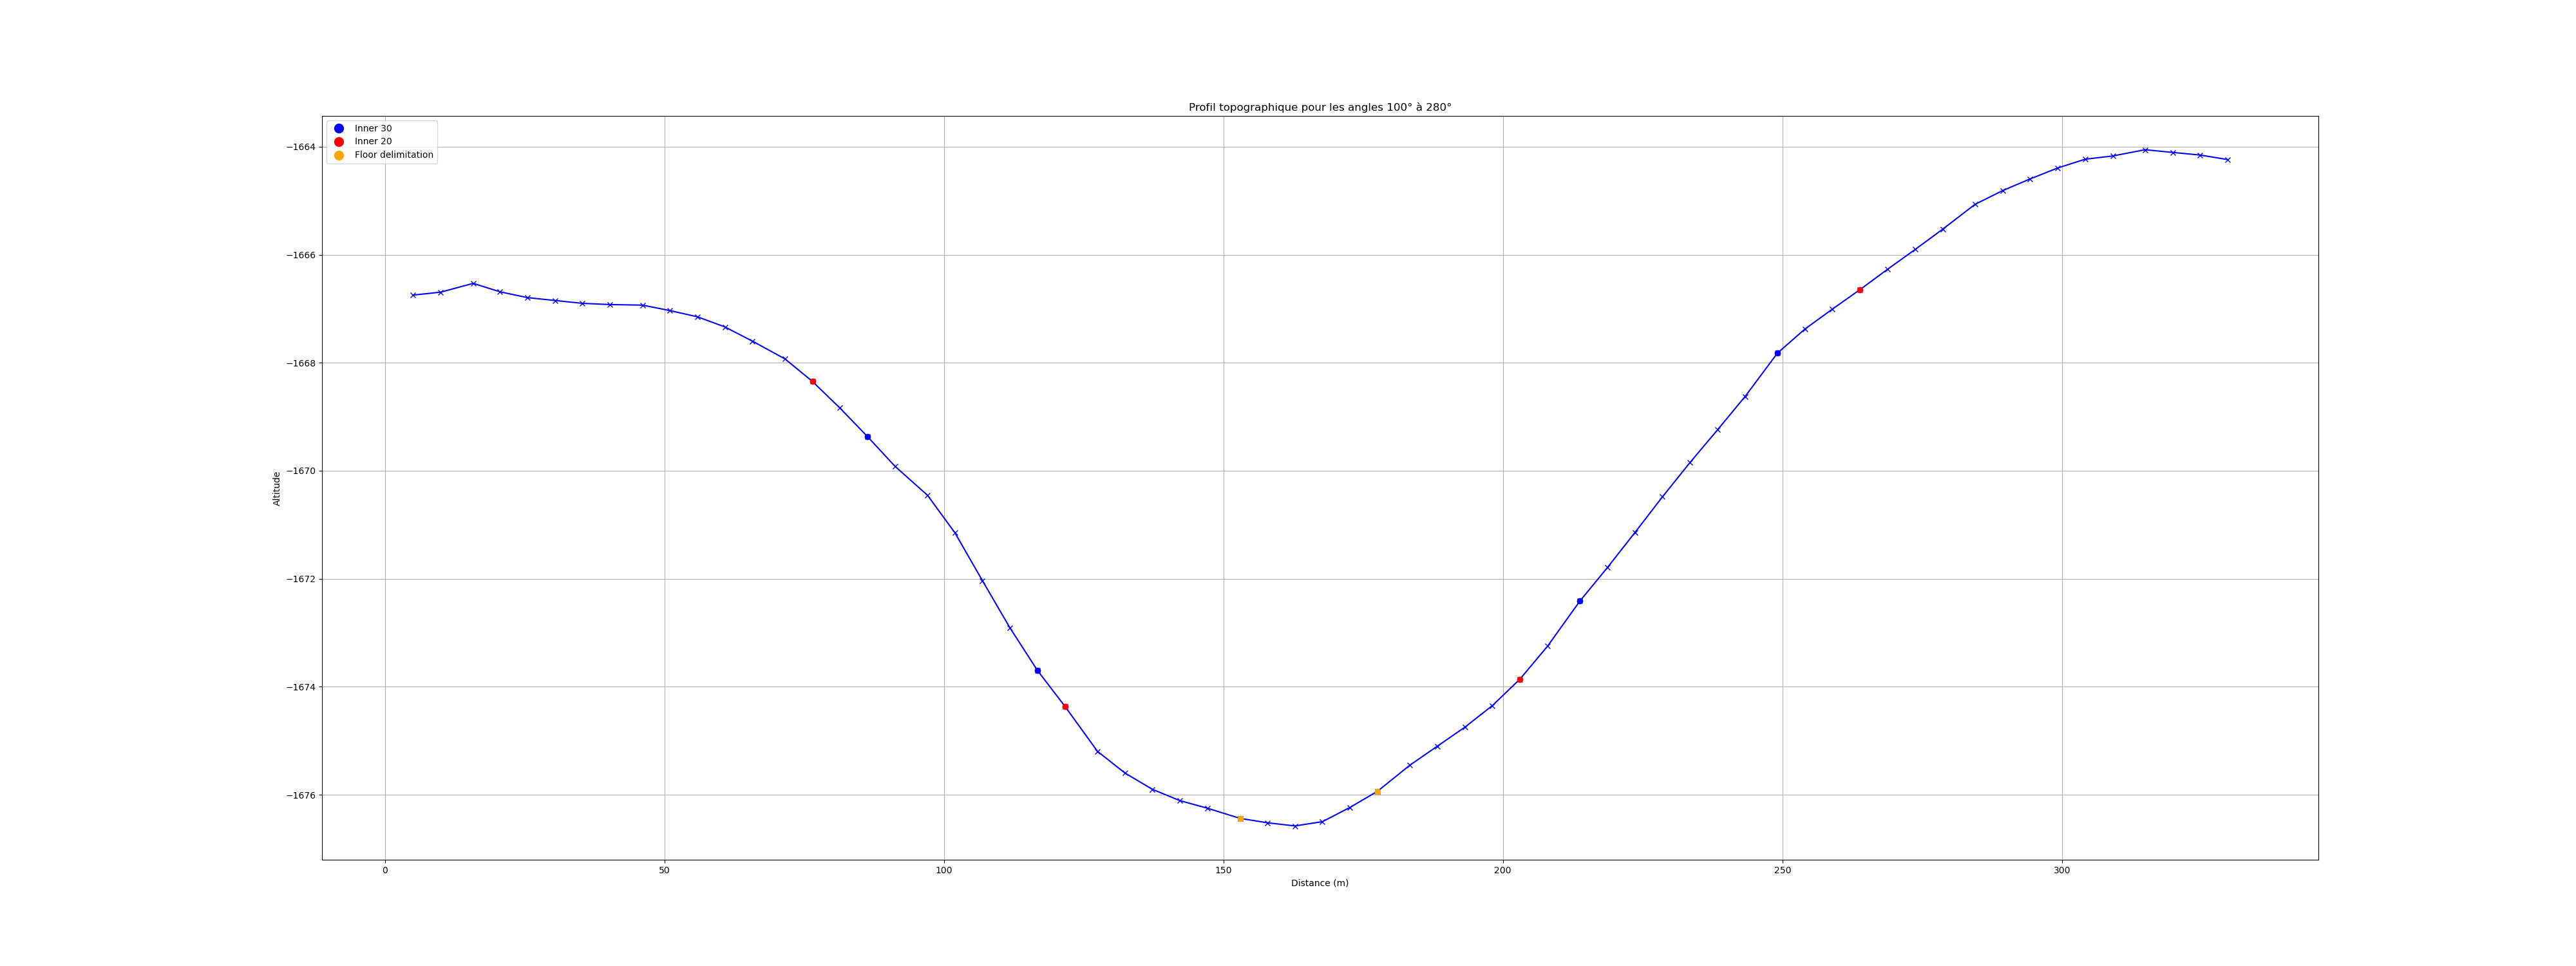 Profil topographique pour les angles 100° à 280°
Inner 30
Inner 20
Floor delimitation
−1664
−1666
−1668
−1670
−1672
−1674
−1676
Altitude
0 50 100 150 200 250 300
Distance (m)